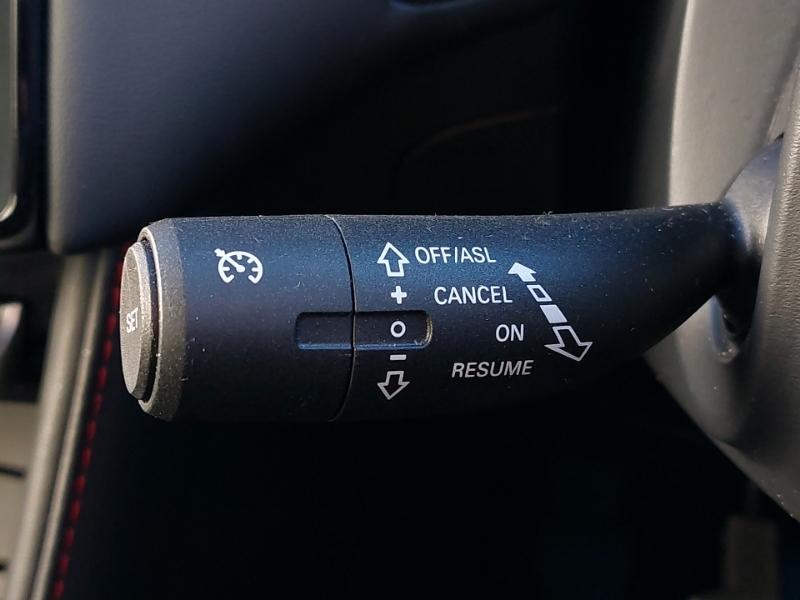 SET
OFF/ASL
+ CANCEL
O ON
- RESUME